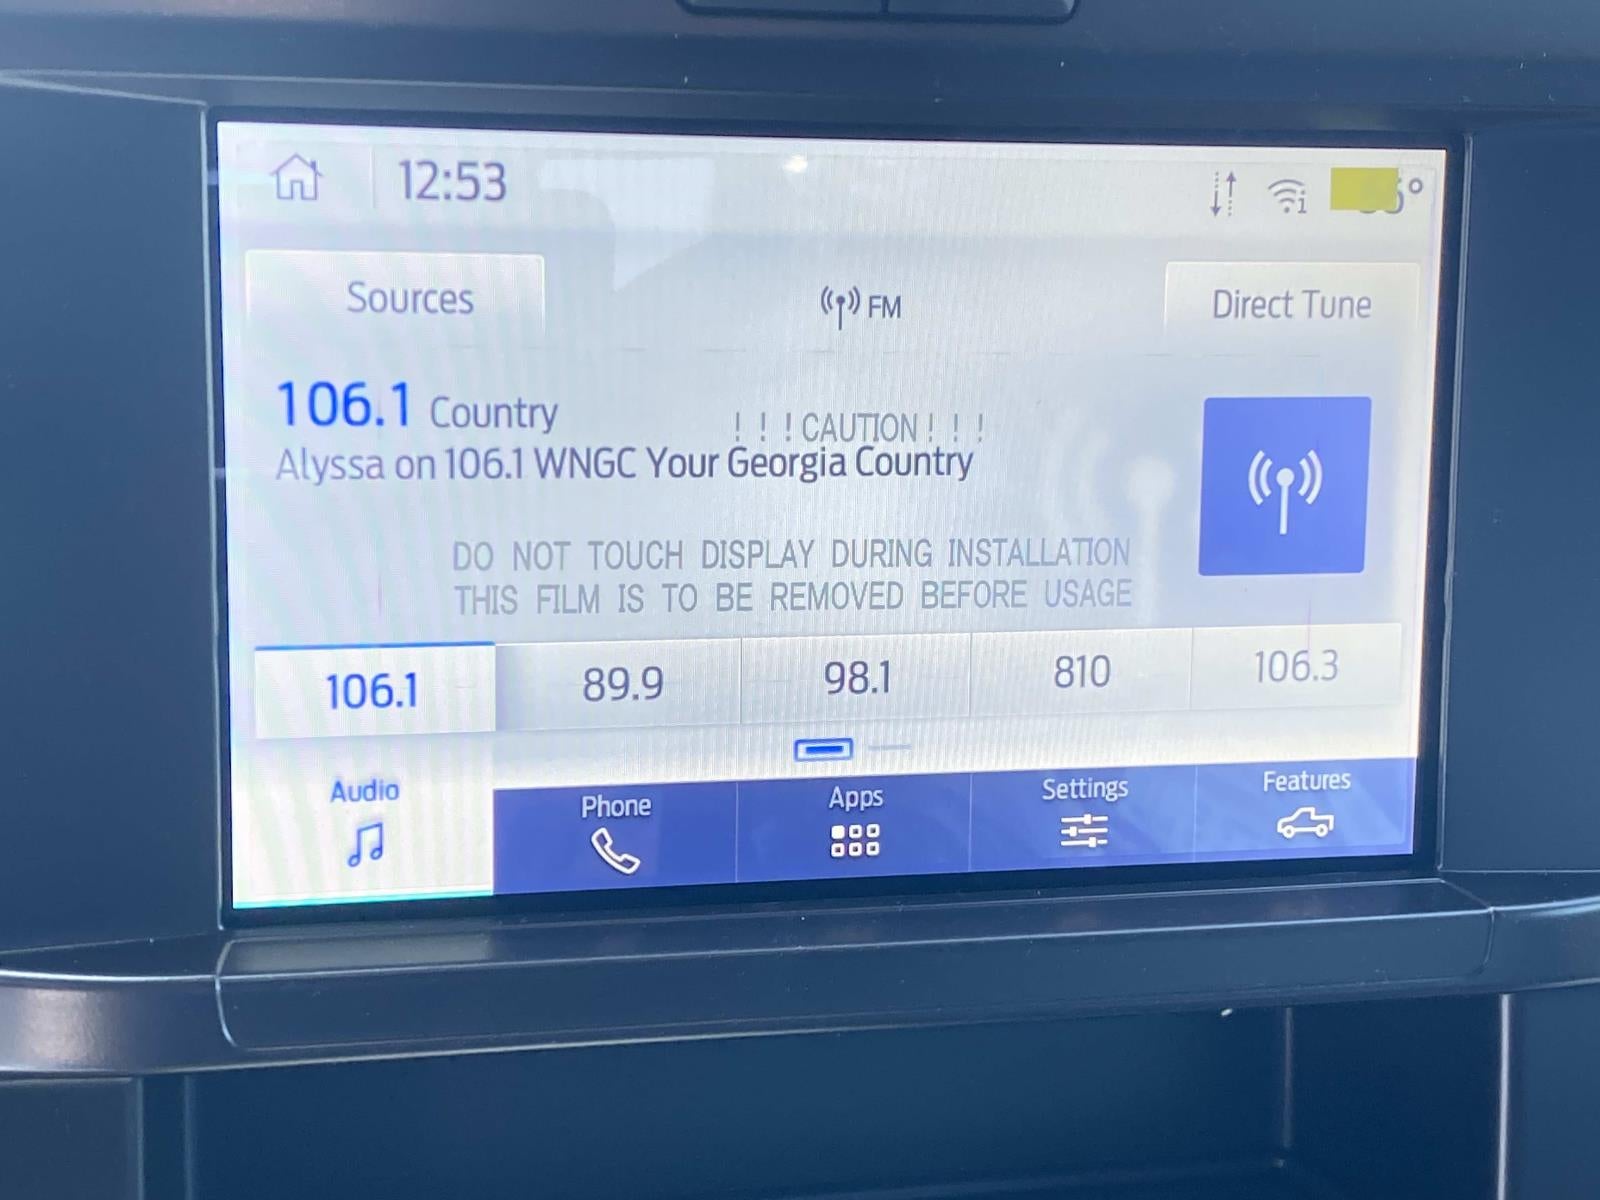 12:53
Sources
FM
Direct Tune
106.1 Country
! ! ! CAUTION ! ! !
Alyssa on 106.1 WNGC Your Georgia Country
DO NOT TOUCH DISPLAY DURING INSTALLATION
THIS FILM IS TO BE REMOVED BEFORE USAGE
106.1
89.9
98.1
810
106.3
Audio
Phone
Apps
Settings
Features